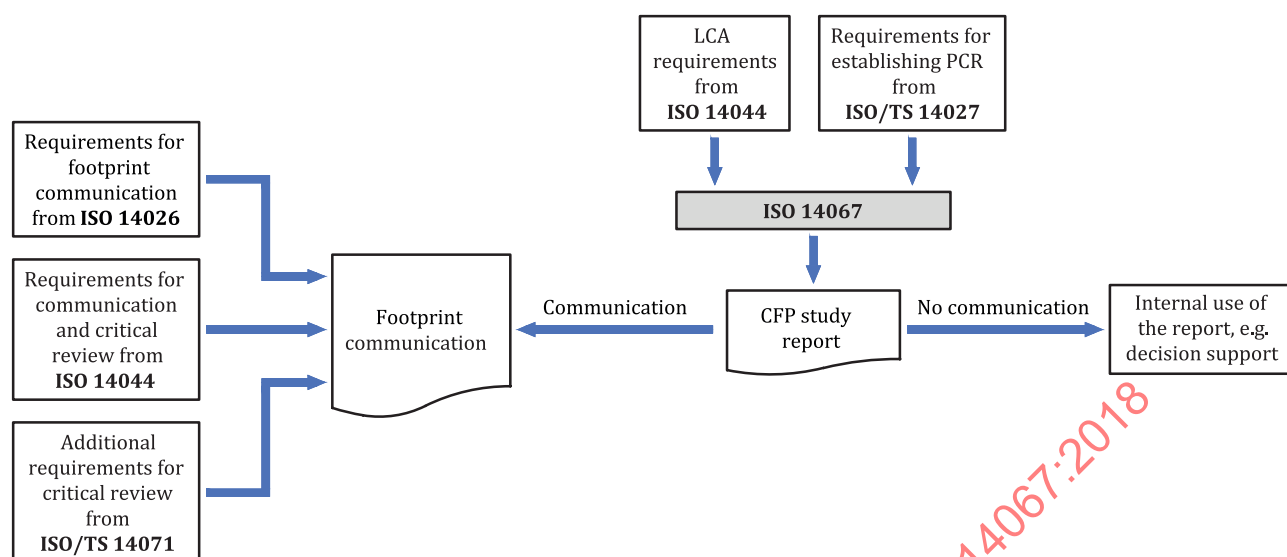 LCA
requirements
from
ISO 14044
Requirements for
establishing PCR
from
ISO/TS 14027
Requirements for
footprint
communication
from ISO 14026
ISO 14067
Requirements for
communication
and critical
review from
ISO 14044
Footprint
communication
Communication
CFP study
report
No communication
Internal use of
the report, e.g.
decision support
Additional
requirements for
critical review
from
ISO/TS 14071
14067:2018